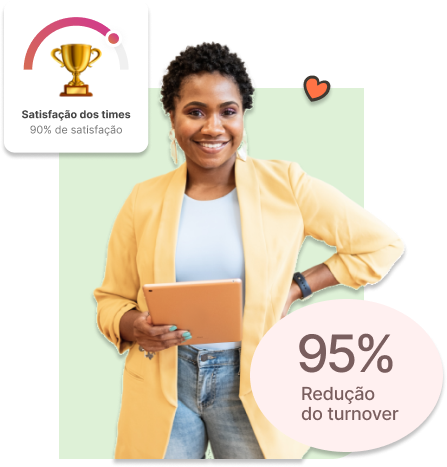 Satisfação dos times
90% de satisfação
95%
Redução
do turnover